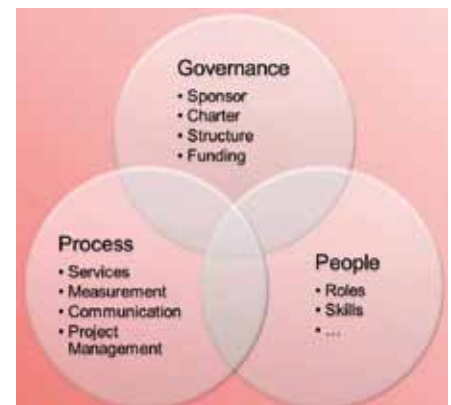 Governance
• Sponsor
• Charter
• Structure
• Funding
Process
• Services
• Measurement
• Communication
• Project
Management
People
• Roles
• Skills
• ...